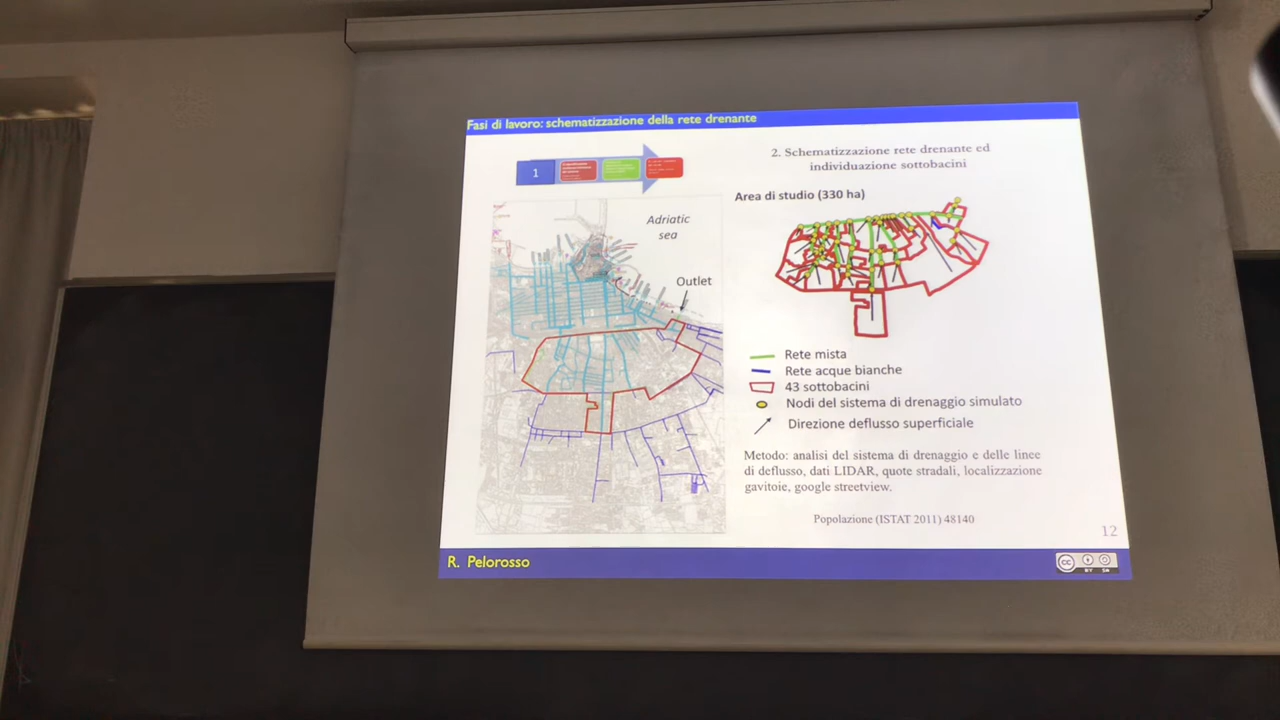 Fasi di lavoro: schematizzazione della rete drenante
1
2. Schematizzazione rete drenante ed
individuazione sottobacini
Area di studio (330 ha)
Adriatic
sea
Outlet
Rete mista
Rete acque bianche
43 sottobacini
Nodi del sistema di drenaggio simulato
Direzione deflusso superficiale
Metodo: analisi del sistema di drenaggio e delle linee
di deflusso, dati LIDAR, quote stradali, localizzazione
gavitoie, google streetview.
Popolazione (ISTAT 2011) 48140
12
R. Pelorosso
cc
BY SA